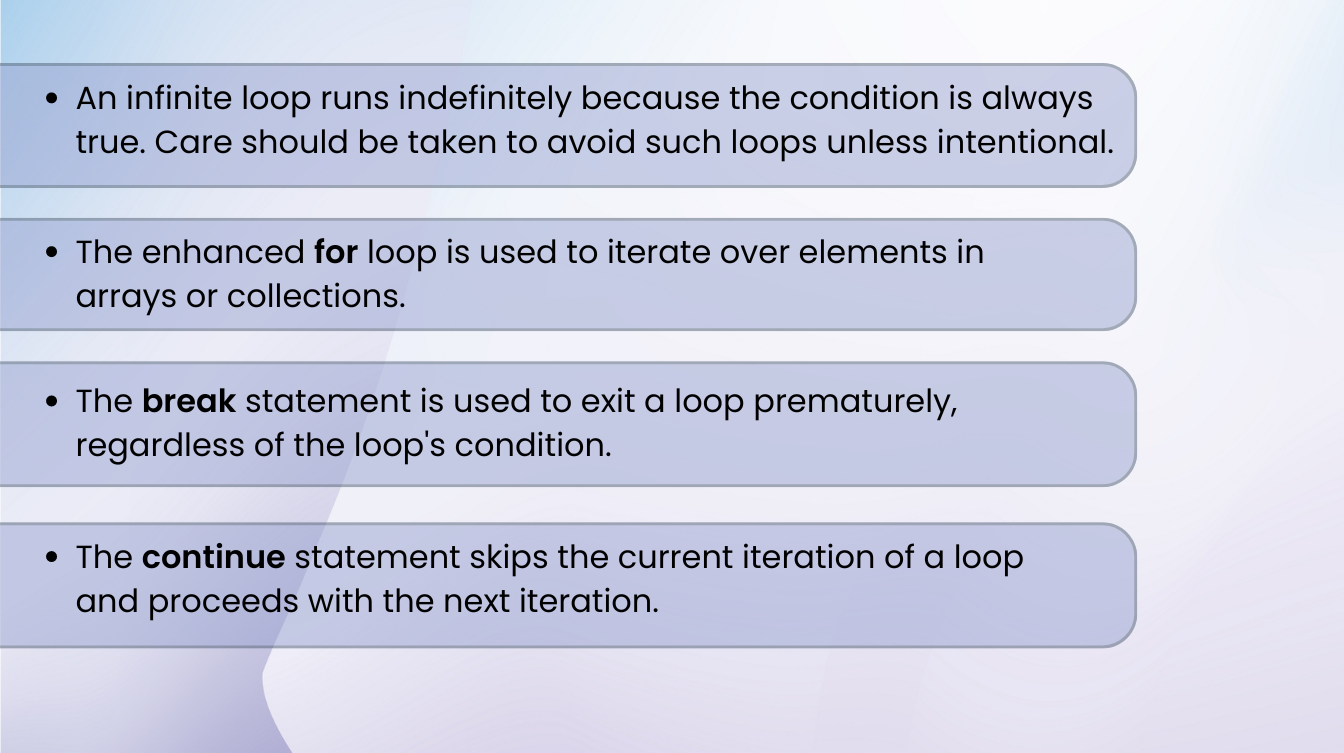 • An infinite loop runs indefinitely because the condition is always
true. Care should be taken to avoid such loops unless intentional.
• The enhanced for loop is used to iterate over elements in
arrays or collections.
• The break statement is used to exit a loop prematurely,
regardless of the loop's condition.
• The continue statement skips the current iteration of a loop
and proceeds with the next iteration.